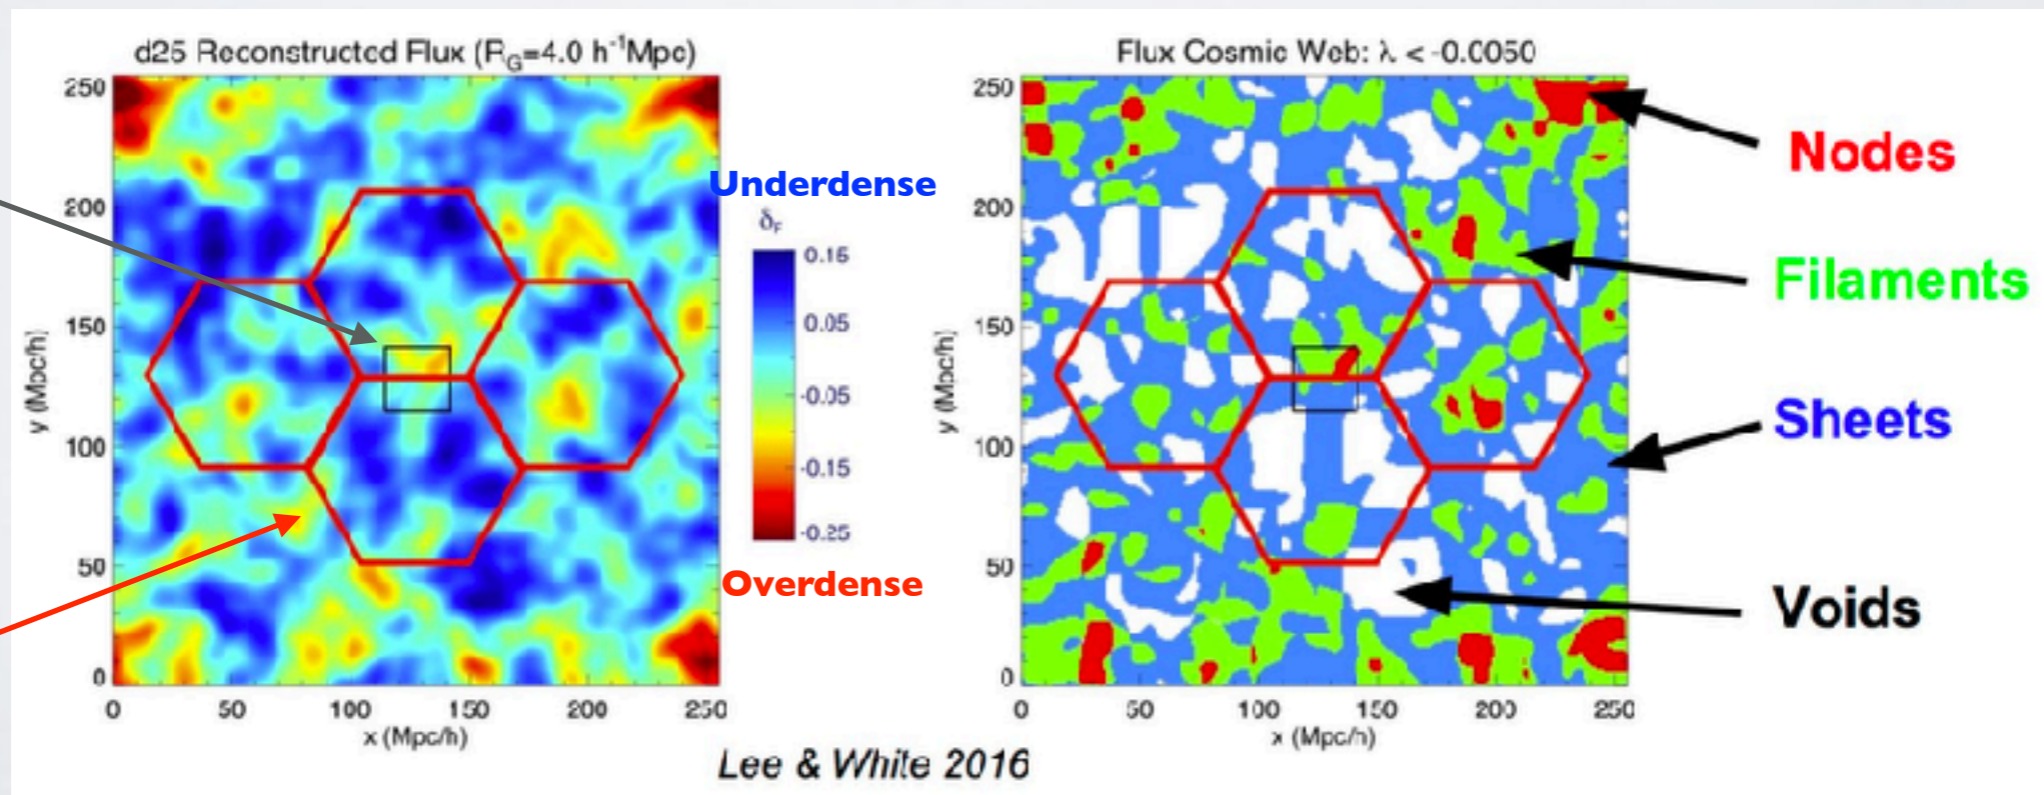 d25 Reconstructed Flux (R_G=4.0 h⁻¹Mpc)
250
200
150
100
50
0
y (Mpc/h)
0 50 100 150 200 250
x (Mpc/h)
Underdense
δ_F
0.15
0.05
-0.05
-0.15
-0.25
Overdense
Flux Cosmic Web: λ < -0.0050
250
200
150
100
50
0
y (Mpc/h)
0 50 100 150 200 250
x (Mpc/h)
Nodes
Filaments
Sheets
Voids
Lee & White 2016